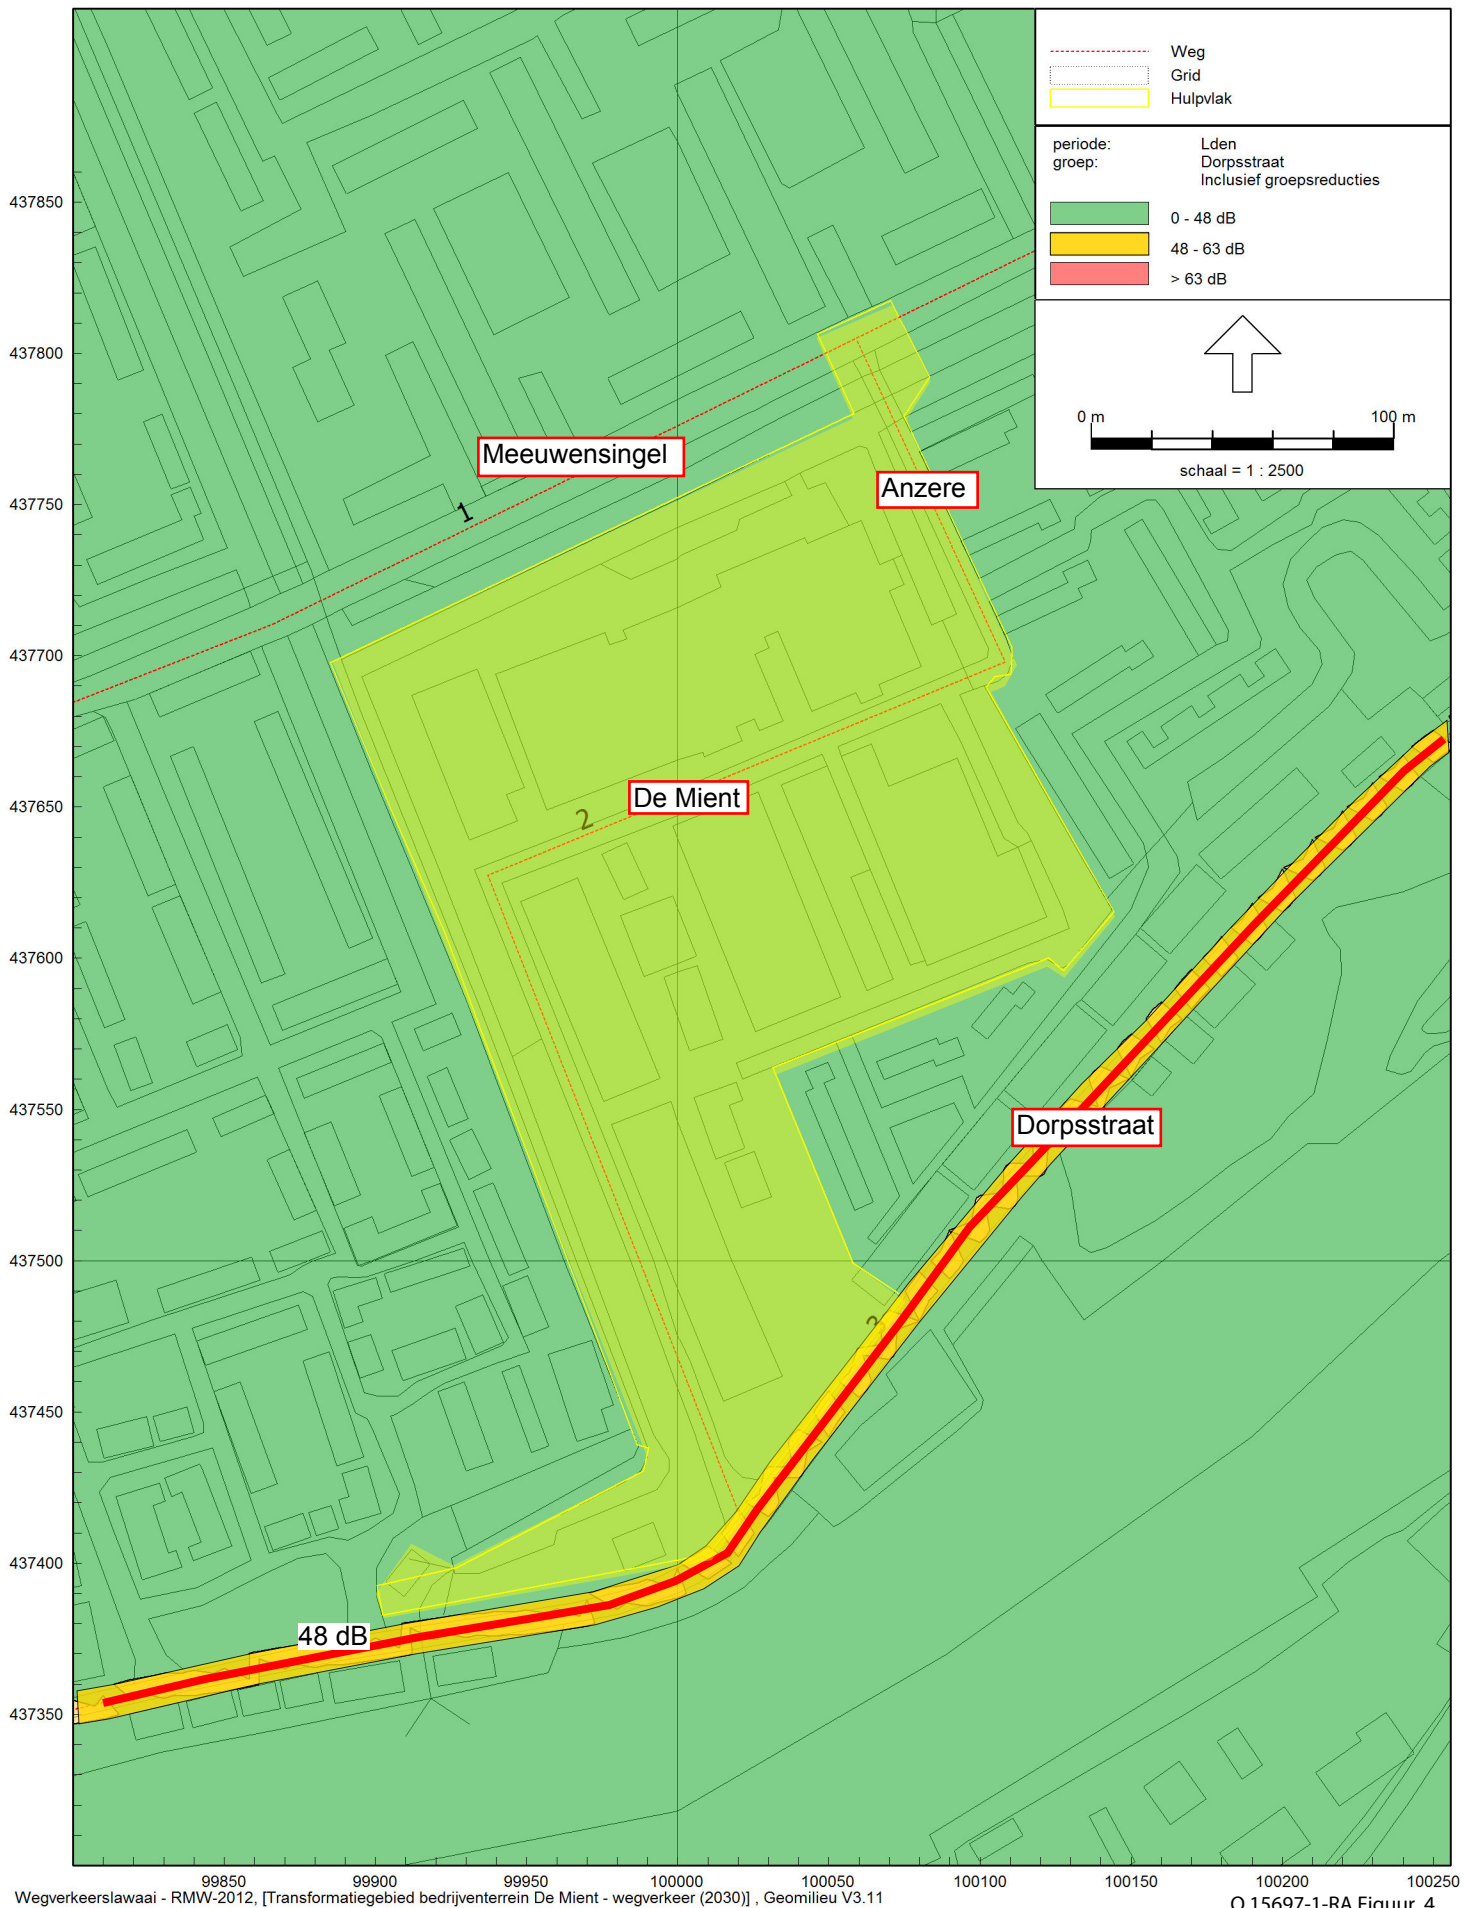 Weg
Grid
Hulpvlak
periode: Lden
groep: Dorpsstraat
Inclusief groepsreducties
0 - 48 dB
48 - 63 dB
> 63 dB
0 m 100 m
schaal = 1 : 2500
437850
437800
437750
437700
437650
437600
437550
437500
437450
437400
437350
Meeuwensingel
Anzere
1
De Mient
2
Dorpsstraat
3
48 dB
99850 99900 99950 100000 100050 100100 100150 100200 100250
Wegverkeerslawaai - RMW-2012, [Transformatiegebied bedrijventerrein De Mient - wegverkeer (2030)] , Geomilieu V3.11
O 15697-1-RA Figuur 4